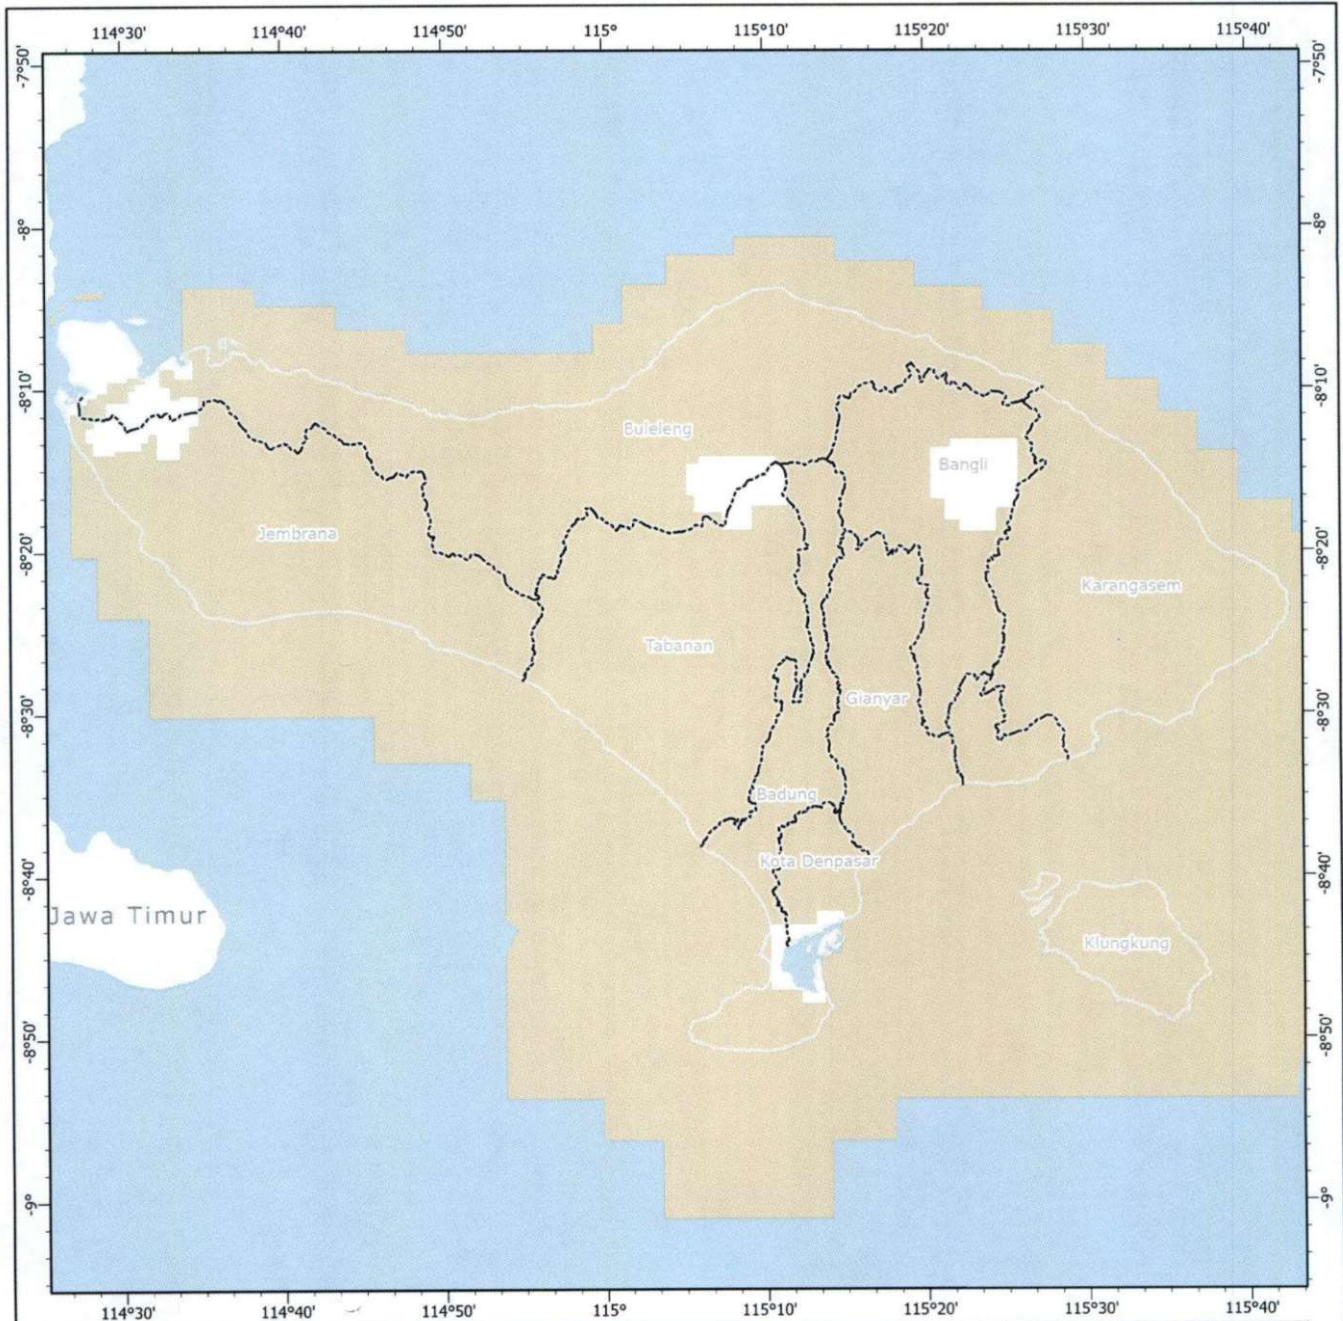 114°30' 114°40' 114°50' 115° 115°10' 115°20' 115°30' 115°40'
-7°50' -7°50'
-8° -8°
-8°10' -8°10'
Buleleng
Bangli
Jembrana
-8°20' -8°20'
Karangasem
Tabanan
Gianyar
-8°30' -8°30'
Badung
Kota Denpasar
-8°40' -8°40'
Jawa Timur
Klungkung
-8°50' -8°50'
-9° -9°
114°30' 114°40' 114°50' 115° 115°10' 115°20' 115°30' 115°40'